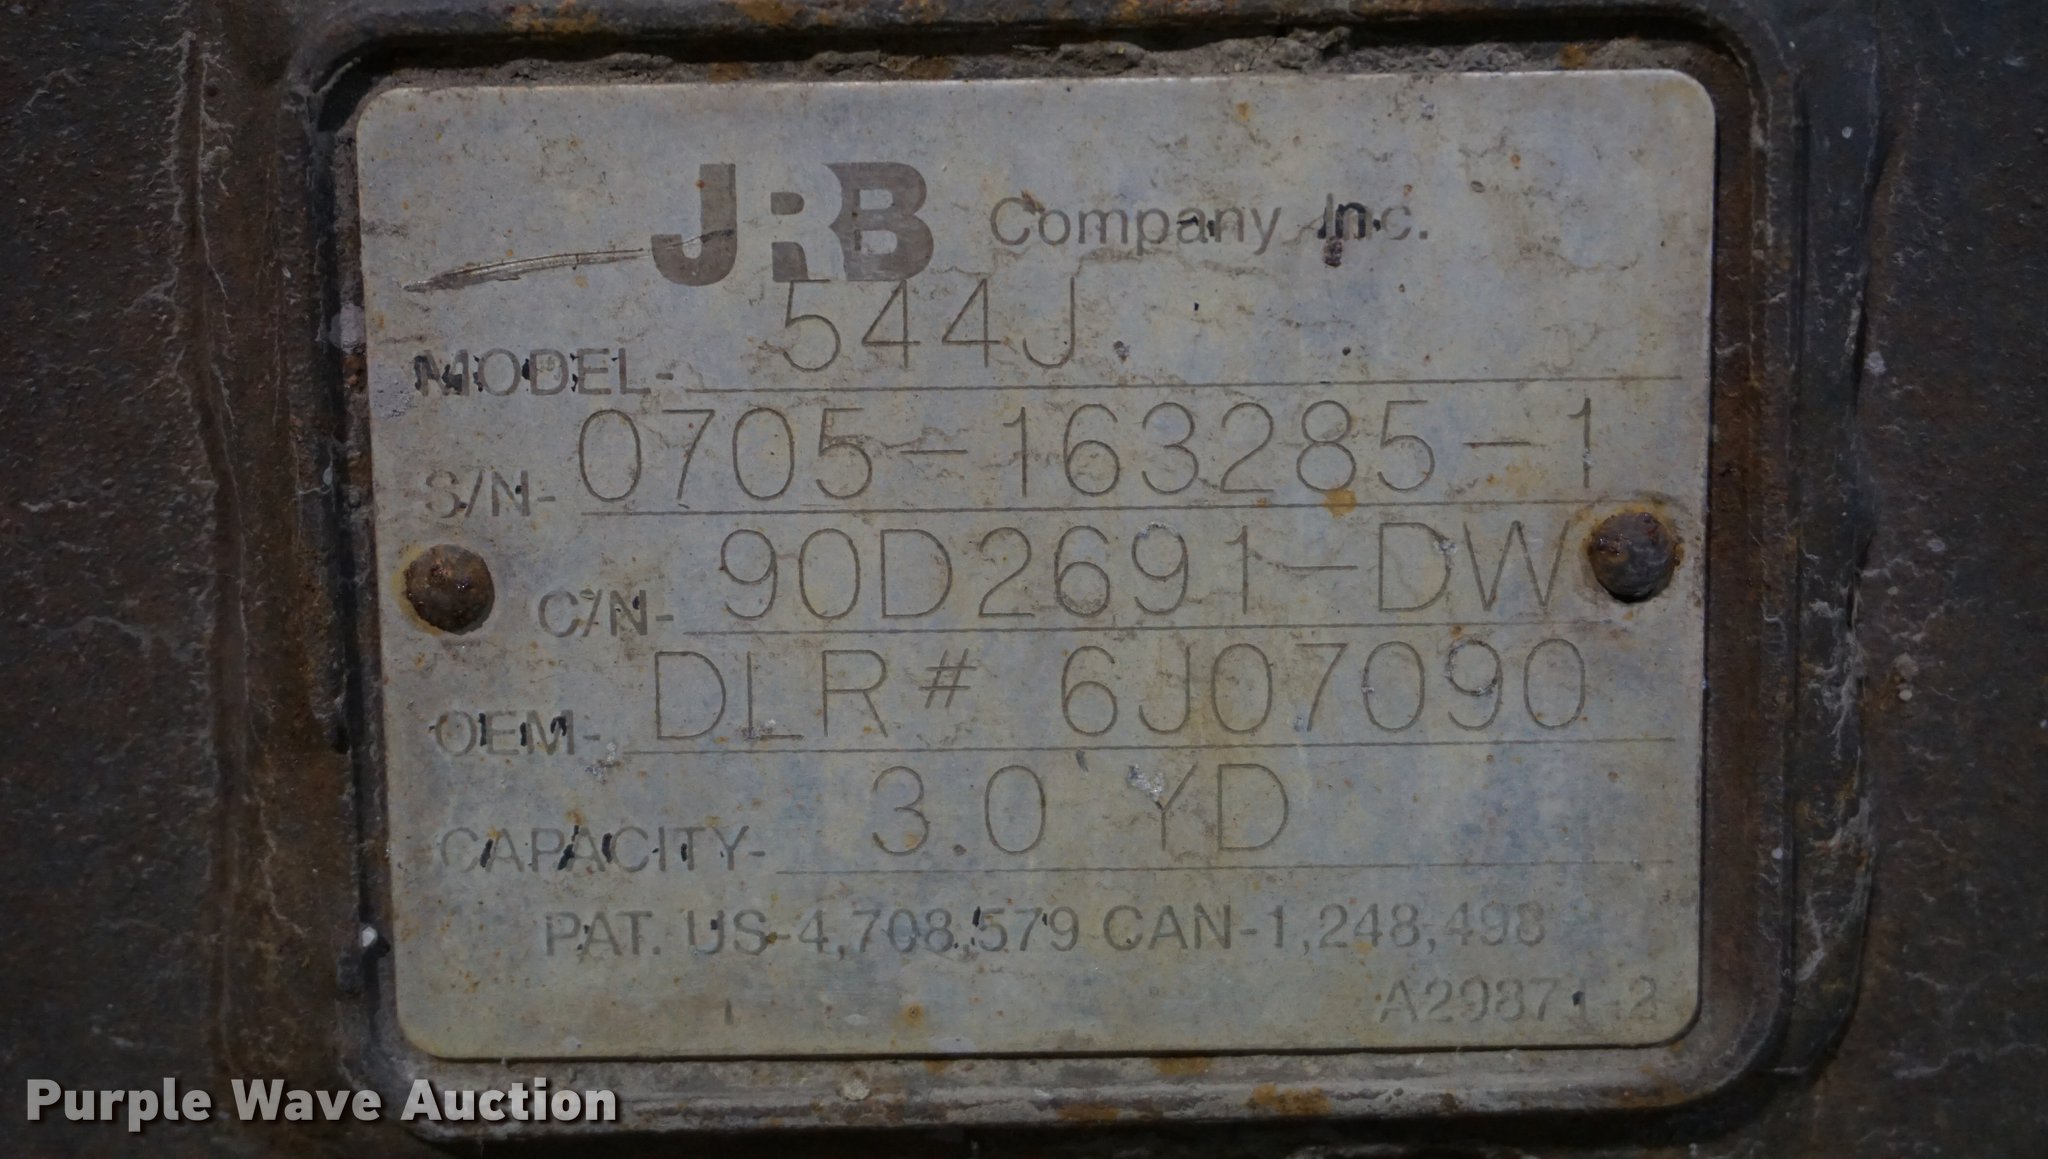 JRB Company Inc.
MODEL- 544J
S/N- 0705-163285-1
C/N- 90D2691-DW
OEM- DLR# 6J07090
CAPACITY- 3.0 YD
PAT. US-4,708,579 CAN-1,248,498
A29871-2
Purple Wave Auction